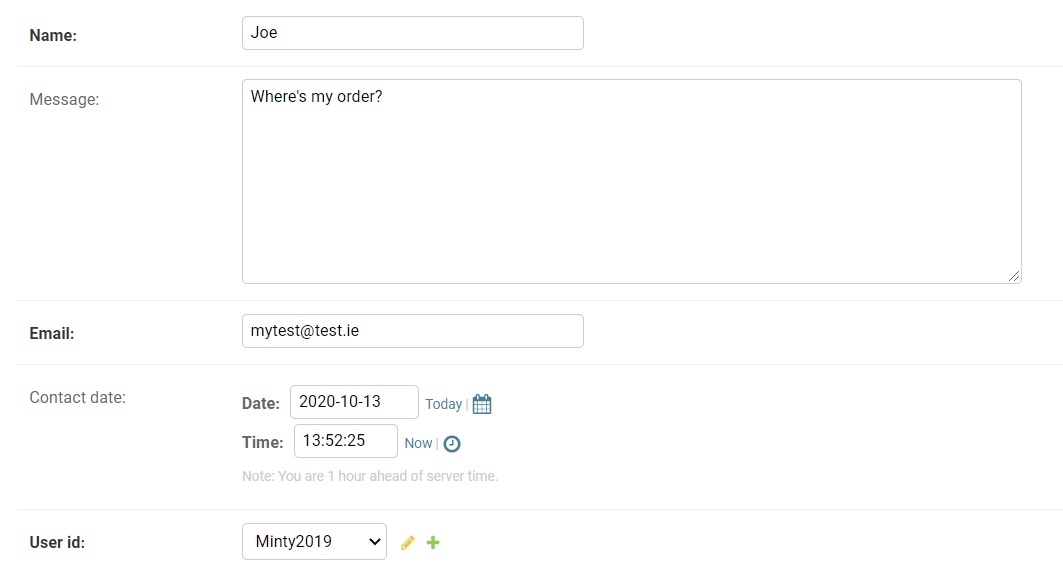 Name: Joe
Message: Where's my order?
Email: mytest@test.ie
Contact date: Date: 2020-10-13 Today |
Time: 13:52:25 Now |
Note: You are 1 hour ahead of server time.
User id: Minty2019